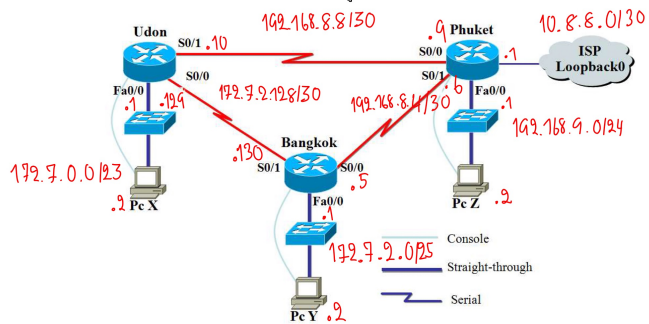 192.168.8.8/30
Udon
Phuket
10.8.8.0/30
.9
S0/1 .10
S0/0
.1
ISP
Loopback0
S0/0
172.7.2.128/30
S0/1
.6
192.168.8.4/30
Fa0/0
.1
.129
Fa0/0
.1
192.168.9.0/24
Bangkok
.130
S0/1
S0/0
.5
172.7.0.0/23
.2 Pc X
Fa0/0
.1
Pc Z .2
172.7.2.0/25
Console
Straight-through
Serial
Pc Y .2